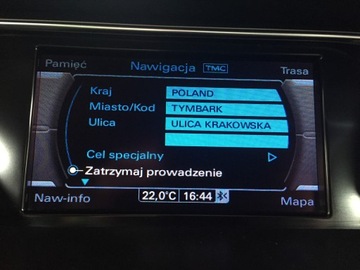 Pamięć Nawigacja TMC Trasa
Kraj POLAND
Miasto/Kod TYMBARK
Ulica ULICA KRAKOWSKA
Cel specjalny
Zatrzymaj prowadzenie
Naw-info 22,0°C 16:44 Mapa